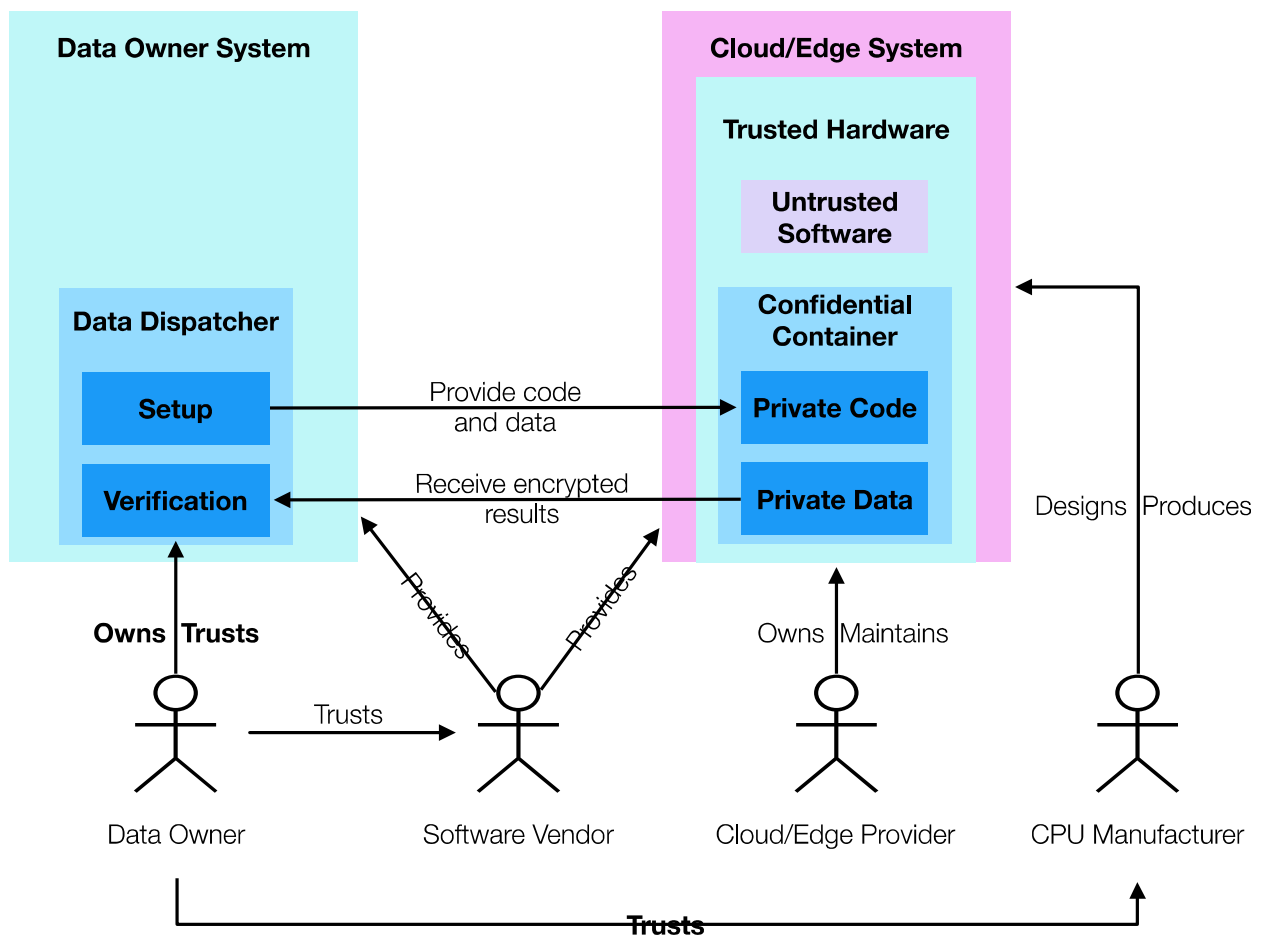 Data Owner System
Cloud/Edge System
Trusted Hardware
Untrusted
Software
Data Dispatcher
Confidential
Container
Setup
Provide code
and data
Private Code
Verification
Receive encrypted
results
Private Data
Designs
Produces
Provides
Provides
Owns
Trusts
Owns
Maintains
Trusts
Data Owner
Software Vendor
Cloud/Edge Provider
CPU Manufacturer
Trusts